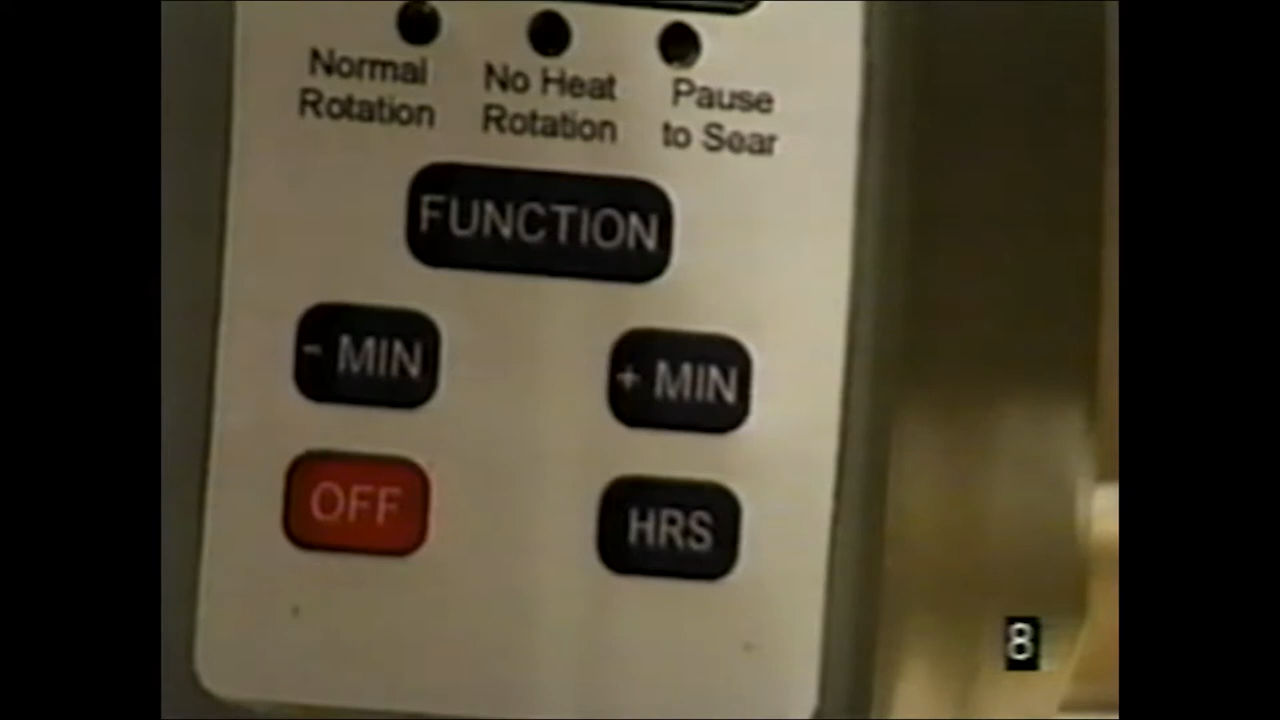 Normal
Rotation
No Heat
Rotation
Pause
to Sear
FUNCTION
- MIN
+ MIN
OFF
HRS
8